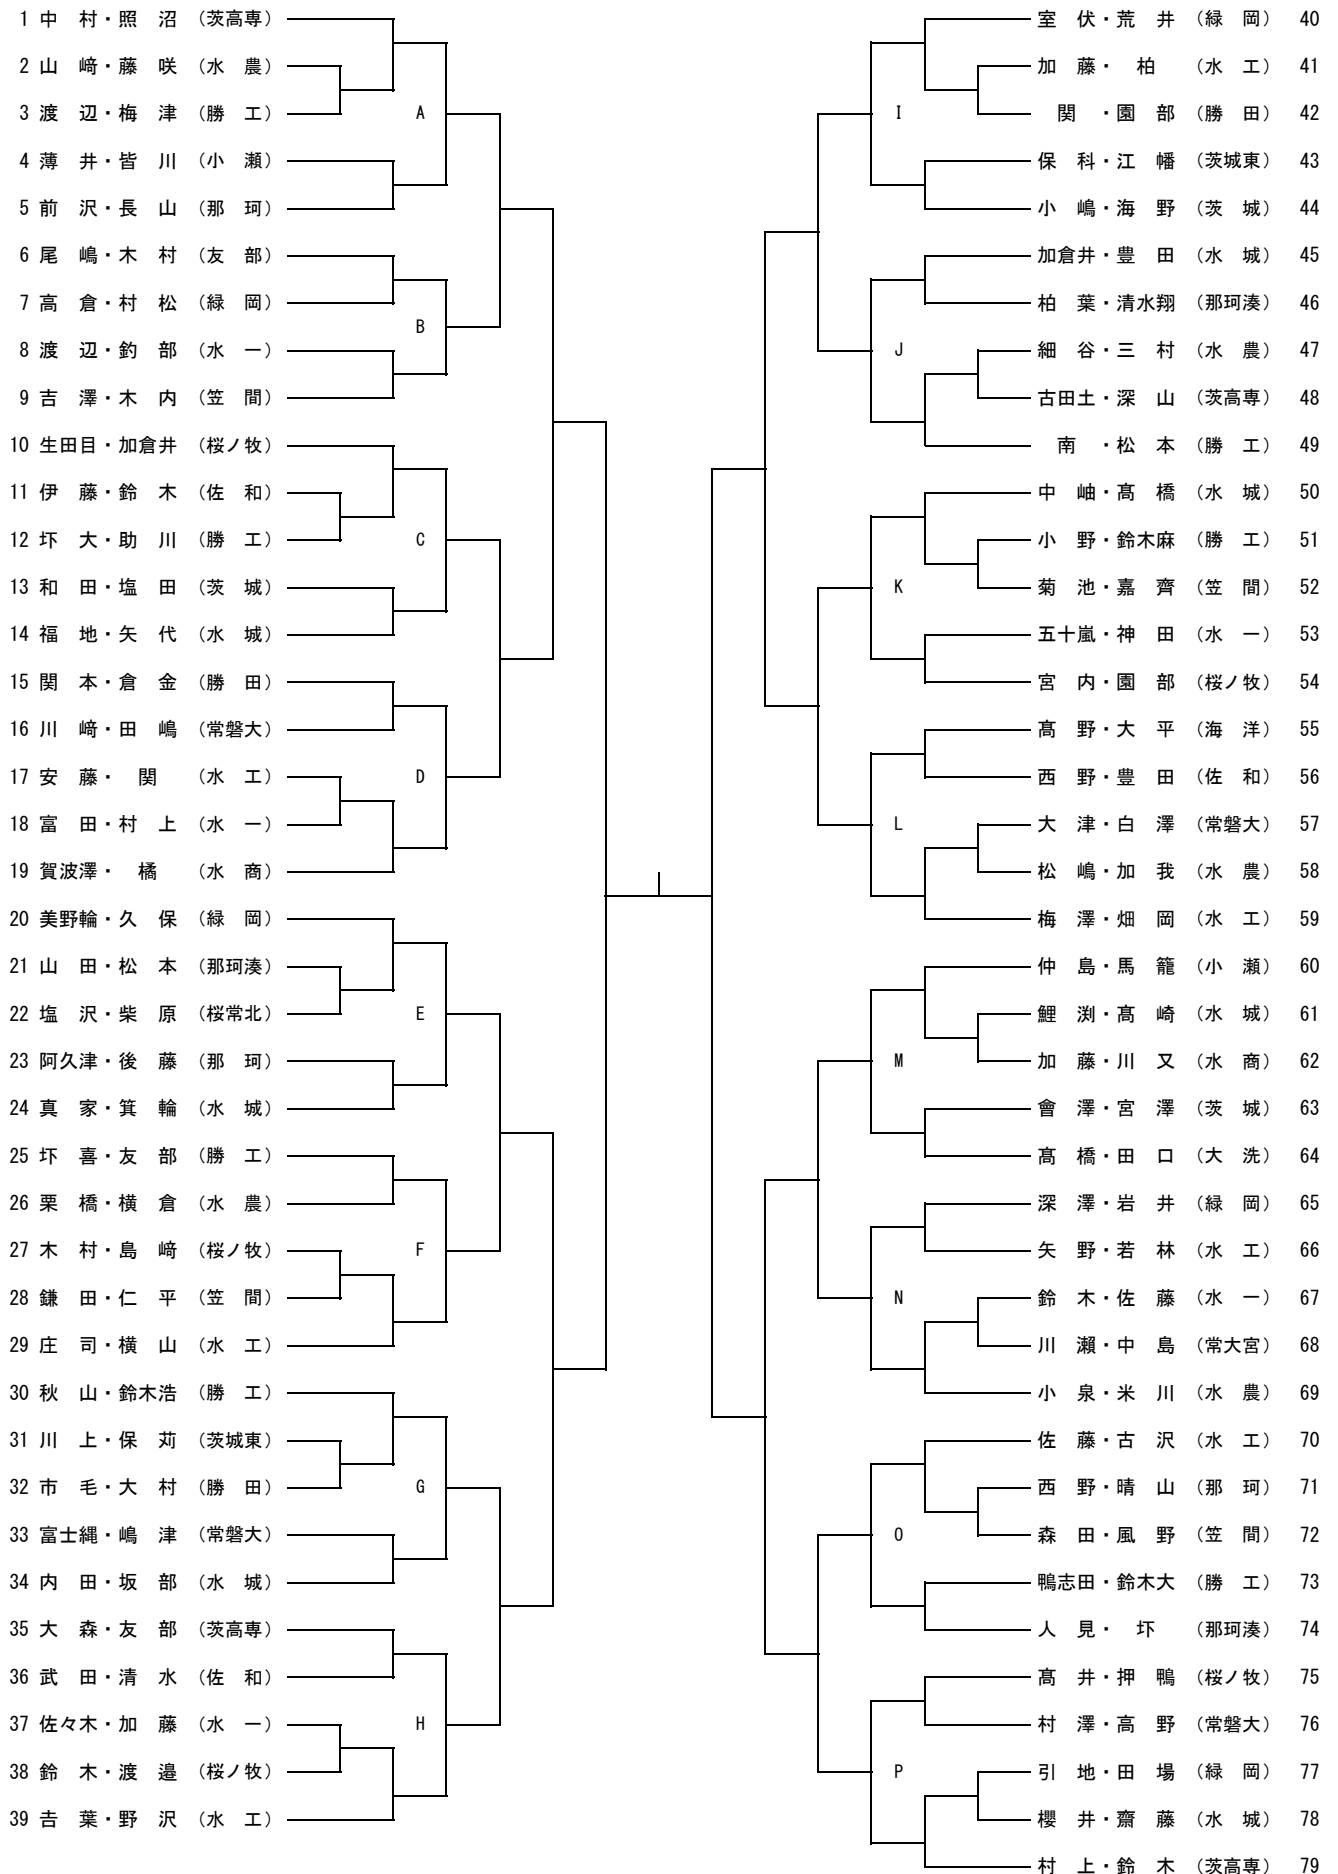 1 中 村・照 沼 (茨高専)
2 山 﨑・藤 咲 (水 農)
3 渡 辺・梅 津 (勝 工)
A
4 薄 井・皆 川 (小 瀬)
5 前 沢・長 山 (那 珂)
6 尾 嶋・木 村 (友 部)
7 高 倉・村 松 (緑 岡)
B
8 渡 辺・釣 部 (水 一)
9 吉 澤・木 内 (笠 間)
10 生田目・加倉井 (桜ノ牧)
11 伊 藤・鈴 木 (佐 和)
12 圷 大・助 川 (勝 工)
C
13 和 田・塩 田 (茨 城)
14 福 地・矢 代 (水 城)
15 関 本・倉 金 (勝 田)
16 川 﨑・田 嶋 (常磐大)
17 安 藤・ 関 (水 工)
D
18 富 田・村 上 (水 一)
19 賀波澤・ 橘 (水 商)
20 美野輪・久 保 (緑 岡)
21 山 田・松 本 (那珂湊)
22 塩 沢・柴 原 (桜常北)
E
23 阿久津・後 藤 (那 珂)
24 真 家・箕 輪 (水 城)
25 圷 喜・友 部 (勝 工)
26 栗 橋・横 倉 (水 農)
27 木 村・島 﨑 (桜ノ牧)
F
28 鎌 田・仁 平 (笠 間)
29 庄 司・横 山 (水 工)
30 秋 山・鈴木浩 (勝 工)
31 川 上・保 苅 (茨城東)
32 市 毛・大 村 (勝 田)
G
33 富士縄・嶋 津 (常磐大)
34 内 田・坂 部 (水 城)
35 大 森・友 部 (茨高専)
36 武 田・清 水 (佐 和)
37 佐々木・加 藤 (水 一)
H
38 鈴 木・渡 邉 (桜ノ牧)
39 𠮷 葉・野 沢 (水 工)
室 伏・荒 井 (緑 岡) 40
加 藤・ 柏 (水 工) 41
関 ・園 部 (勝 田) 42
I
保 科・江 幡 (茨城東) 43
小 嶋・海 野 (茨 城) 44
加倉井・豊 田 (水 城) 45
柏 葉・清水翔 (那珂湊) 46
細 谷・三 村 (水 農) 47
J
古田土・深 山 (茨高専) 48
南 ・松 本 (勝 工) 49
中 岫・髙 橋 (水 城) 50
小 野・鈴木麻 (勝 工) 51
菊 池・嘉 齊 (笠 間) 52
K
五十嵐・神 田 (水 一) 53
宮 内・園 部 (桜ノ牧) 54
髙 野・大 平 (海 洋) 55
西 野・豊 田 (佐 和) 56
大 津・白 澤 (常磐大) 57
L
松 嶋・加 我 (水 農) 58
梅 澤・畑 岡 (水 工) 59
仲 島・馬 籠 (小 瀬) 60
鯉 渕・髙 崎 (水 城) 61
加 藤・川 又 (水 商) 62
M
會 澤・宮 澤 (茨 城) 63
髙 橋・田 口 (大 洗) 64
深 澤・岩 井 (緑 岡) 65
矢 野・若 林 (水 工) 66
鈴 木・佐 藤 (水 一) 67
N
川 瀨・中 島 (常大宮) 68
小 泉・米 川 (水 農) 69
佐 藤・古 沢 (水 工) 70
西 野・晴 山 (那 珂) 71
森 田・風 野 (笠 間) 72
O
鴨志田・鈴木大 (勝 工) 73
人 見・ 圷 (那珂湊) 74
髙 井・押 鴨 (桜ノ牧) 75
村 澤・高 野 (常磐大) 76
引 地・田 場 (緑 岡) 77
P
櫻 井・齋 藤 (水 城) 78
村 上・鈴 木 (茨高専) 79